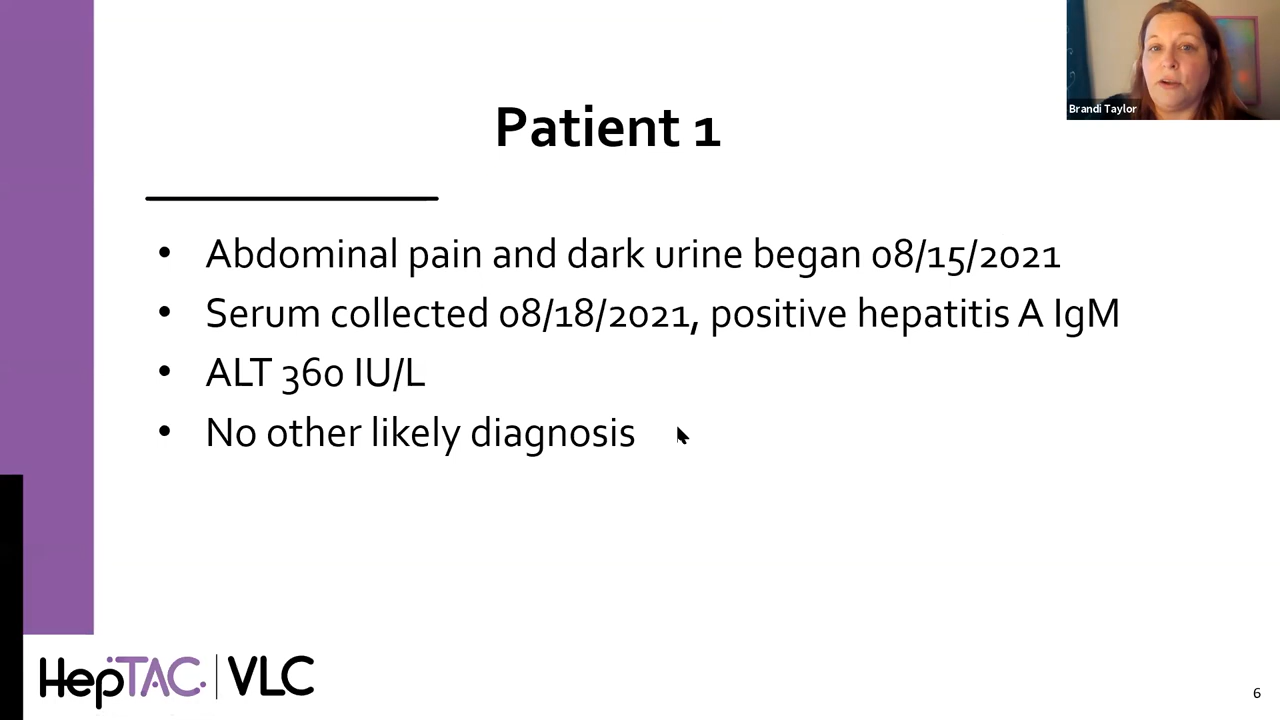 Brandi Taylor
Patient 1
• Abdominal pain and dark urine began 08/15/2021
• Serum collected 08/18/2021, positive hepatitis A IgM
• ALT 360 IU/L
• No other likely diagnosis
HepTAC | VLC
6